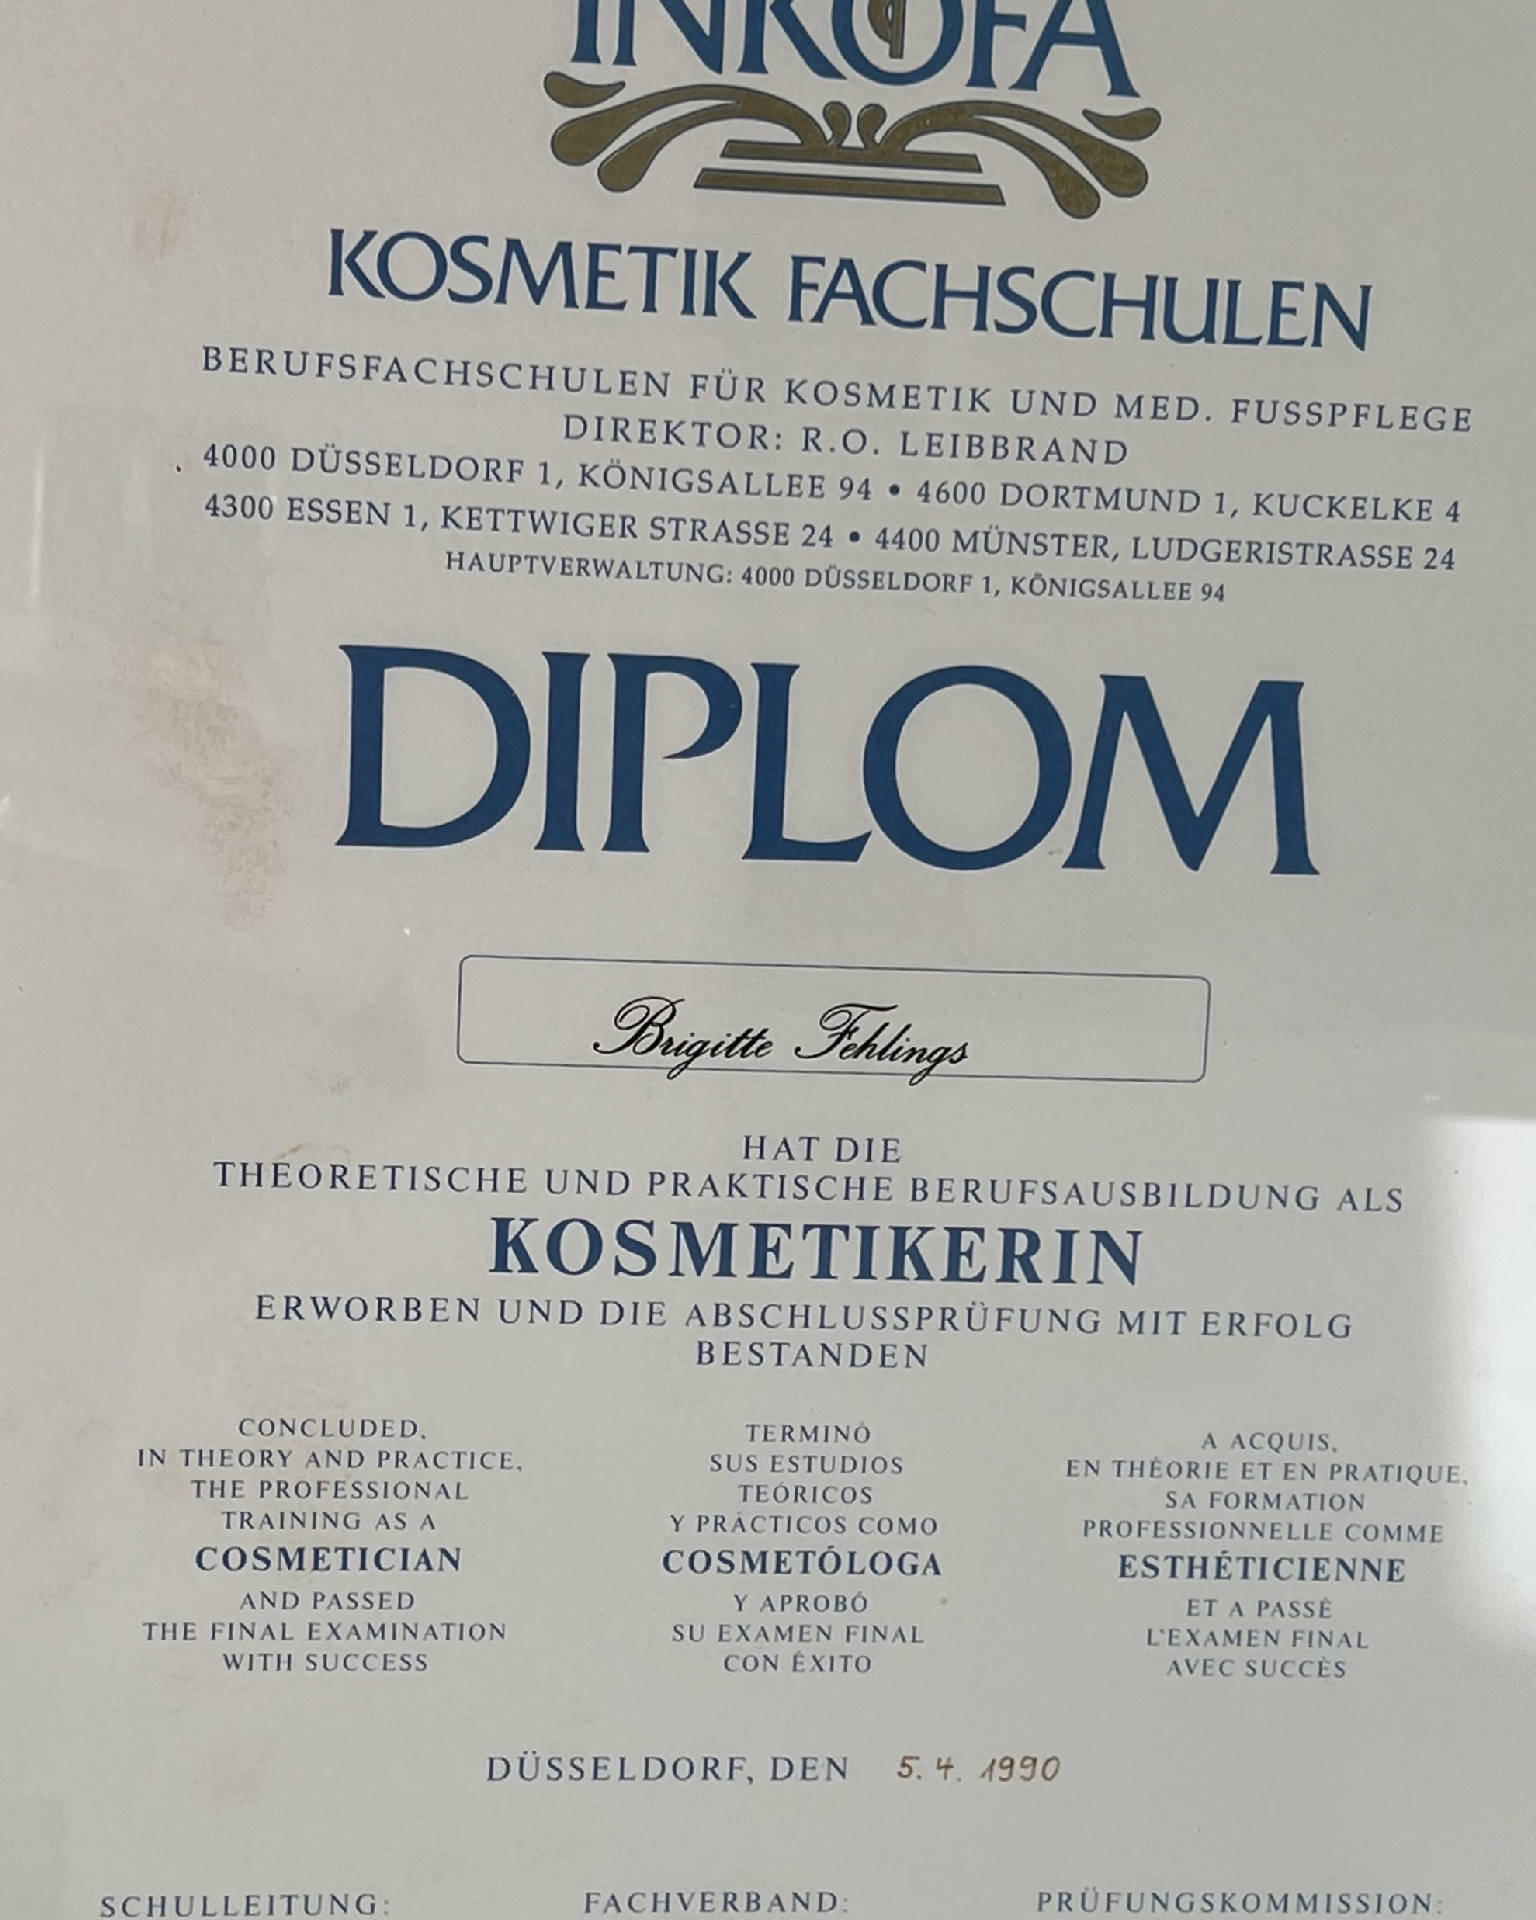 INKOFA
KOSMETIK FACHSCHULEN
BERUFSFACHSCHULEN FÜR KOSMETIK UND MED. FUSSPFLEGE
DIREKTOR: R.O. LEIBBRAND
4000 DÜSSELDORF 1, KÖNIGSALLEE 94 • 4600 DORTMUND 1, KUCKELKE 4
4300 ESSEN 1, KETTWIGER STRASSE 24 • 4400 MÜNSTER, LUDGERISTRASSE 24
HAUPTVERWALTUNG: 4000 DÜSSELDORF 1, KÖNIGSALLEE 94
DIPLOM
Brigitte Fehlings
HAT DIE
THEORETISCHE UND PRAKTISCHE BERUFSAUSBILDUNG ALS
KOSMETIKERIN
ERWORBEN UND DIE ABSCHLUSSPRÜFUNG MIT ERFOLG
BESTANDEN
CONCLUDED,
IN THEORY AND PRACTICE,
THE PROFESSIONAL
TRAINING AS A
COSMETICIAN
AND PASSED
THE FINAL EXAMINATION
WITH SUCCESS
TERMINÓ
SUS ESTUDIOS
TEÓRICOS
Y PRÁCTICOS COMO
COSMETÓLOGA
Y APROBÓ
SU EXAMEN FINAL
CON ÉXITO
A ACQUIS,
EN THÉORIE ET EN PRATIQUE,
SA FORMATION
PROFESSIONNELLE COMME
ESTHÉTICIENNE
ET A PASSÉ
L'EXAMEN FINAL
AVEC SUCCÈS
DÜSSELDORF, DEN 5. 4. 1990
SCHULLEITUNG:
FACHVERBAND:
PRÜFUNGSKOMMISSION: